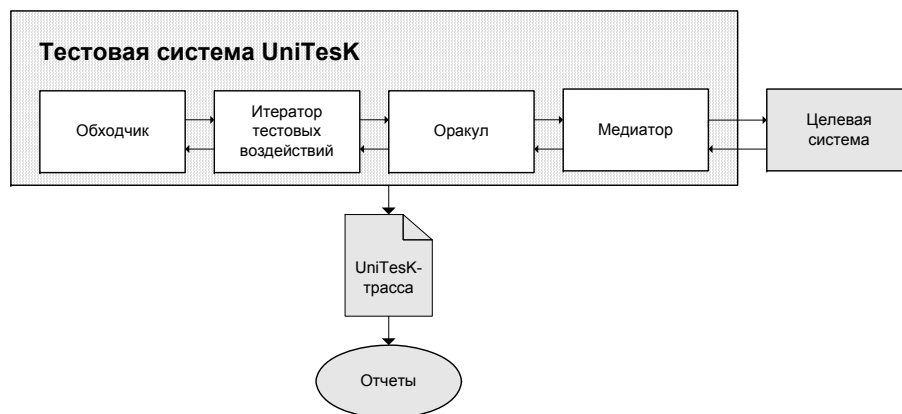 Тестовая система UniTesK
Обходчик
Итератор
тестовых
воздействий
Оракул
Медиатор
Целевая
система
UniTesK-
трасса
Отчеты